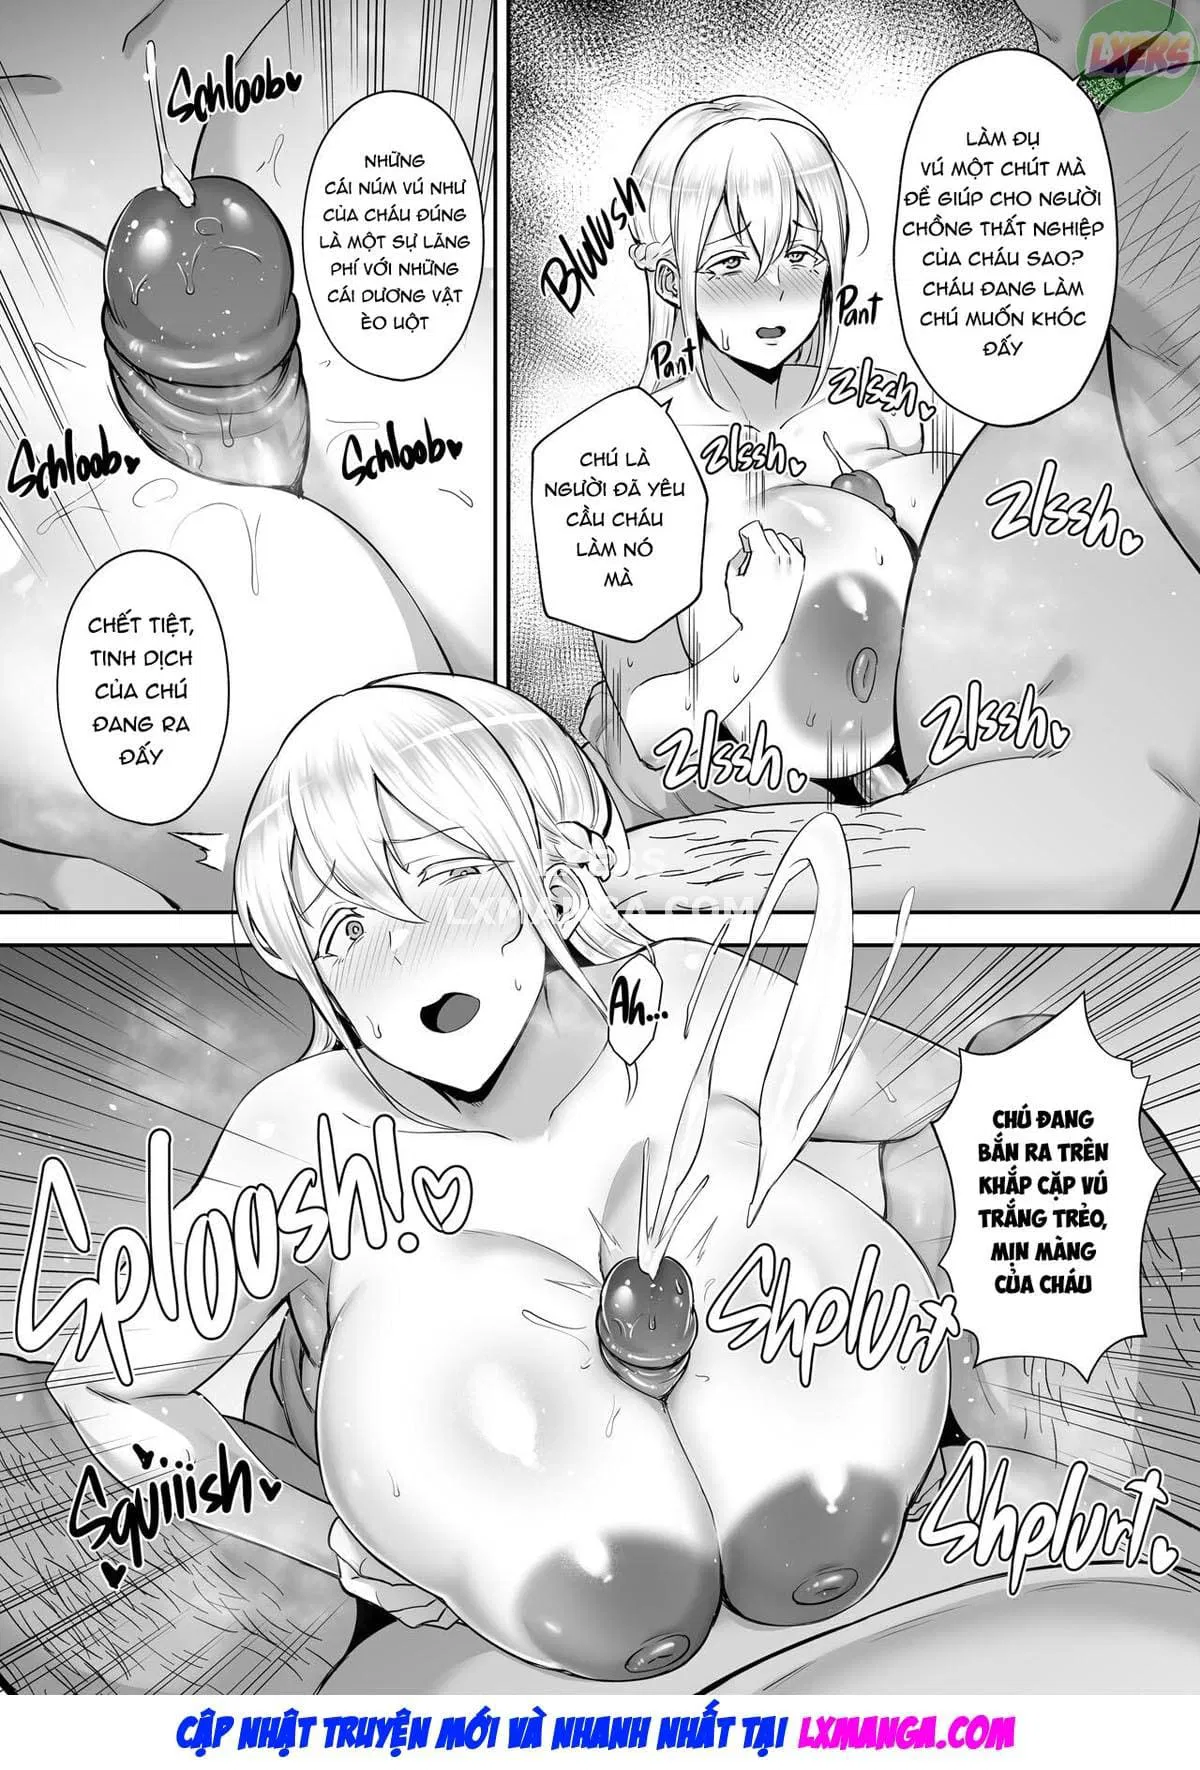 LXERS
LÀM ĐỤ
VÚ MỘT CHÚT MÀ
ĐỂ GIÚP CHO NGƯỜI
CHỒNG THẤT NGHIỆP
CỦA CHÁU SAO?
CHÁU ĐANG LÀM
CHÚ MUỐN KHÓC
ĐẤY
Blulush
Pant
Pant
Zlssh
Zlssh
Zlssh
CHÚ LÀ
NGƯỜI ĐÃ YÊU
CẦU CHÁU
LÀM NÓ
MÀ
Zlssh
Zlssh
Schloob
NHỮNG
CÁI NÚM VÚ NHƯ
CỦA CHÁU ĐÚNG
LÀ MỘT SỰ LÃNG
PHÍ VỚI NHỮNG
CÁI DƯƠNG VẬT
ÈO UỘT
Schloob
Schloob
CHẾT TIỆT,
TINH DỊCH
CỦA CHÚ
ĐANG RA
ĐẤY
LXERS
LXMANGA.COM
Ah...
CHÚ ĐANG
BẮN RA TRÊN
KHẮP CẶP VÚ
TRẮNG TRẺO,
MỊN MÀNG
CỦA CHÁU
Sploosh!
Shplurt
Squiiish
Shplurt
CẬP NHẬT TRUYỆN MỚI VÀ NHANH NHẤT TẠI LXMANGA.COM